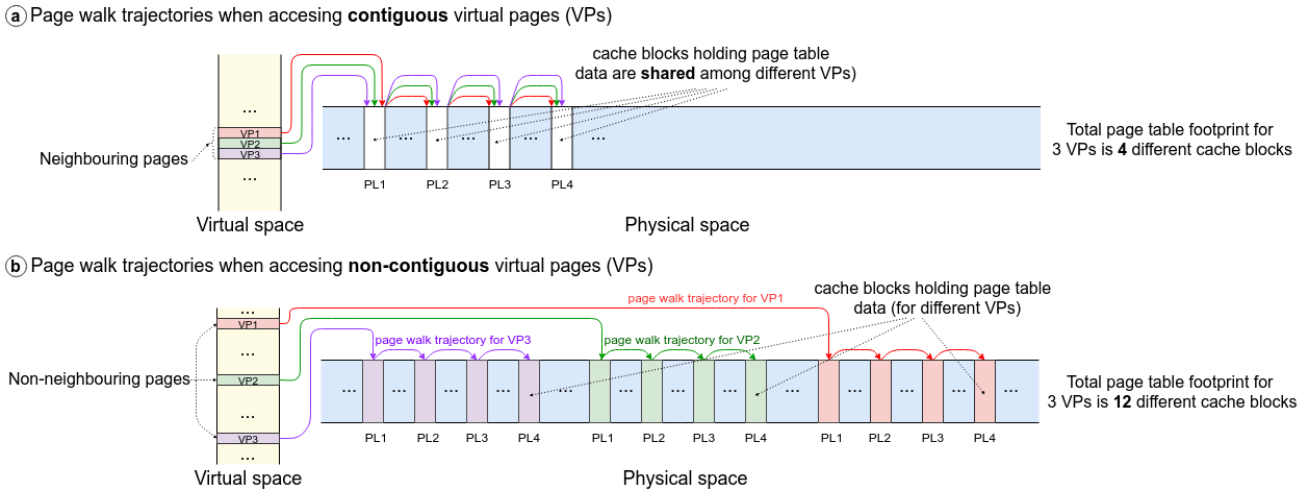 a Page walk trajectories when accesing contiguous virtual pages (VPs)
cache blocks holding page table
data are shared among different VPs)
...
VP1
VP2
VP3
...
Neighbouring pages
... ... ... ... ...
PL1 PL2 PL3 PL4
Total page table footprint for
3 VPs is 4 different cache blocks
Virtual space
Physical space
b Page walk trajectories when accesing non-contiguous virtual pages (VPs)
cache blocks holding page table
data (for different VPs)
page walk trajectory for VP1
page walk trajectory for VP3
page walk trajectory for VP2
...
VP1
...
VP2
...
VP3
...
Non-neighbouring pages
... ... ... ... ... ... ... ... ... ... ... ... ...
PL1 PL2 PL3 PL4 PL1 PL2 PL3 PL4 PL1 PL2 PL3 PL4
Total page table footprint for
3 VPs is 12 different cache blocks
Virtual space
Physical space